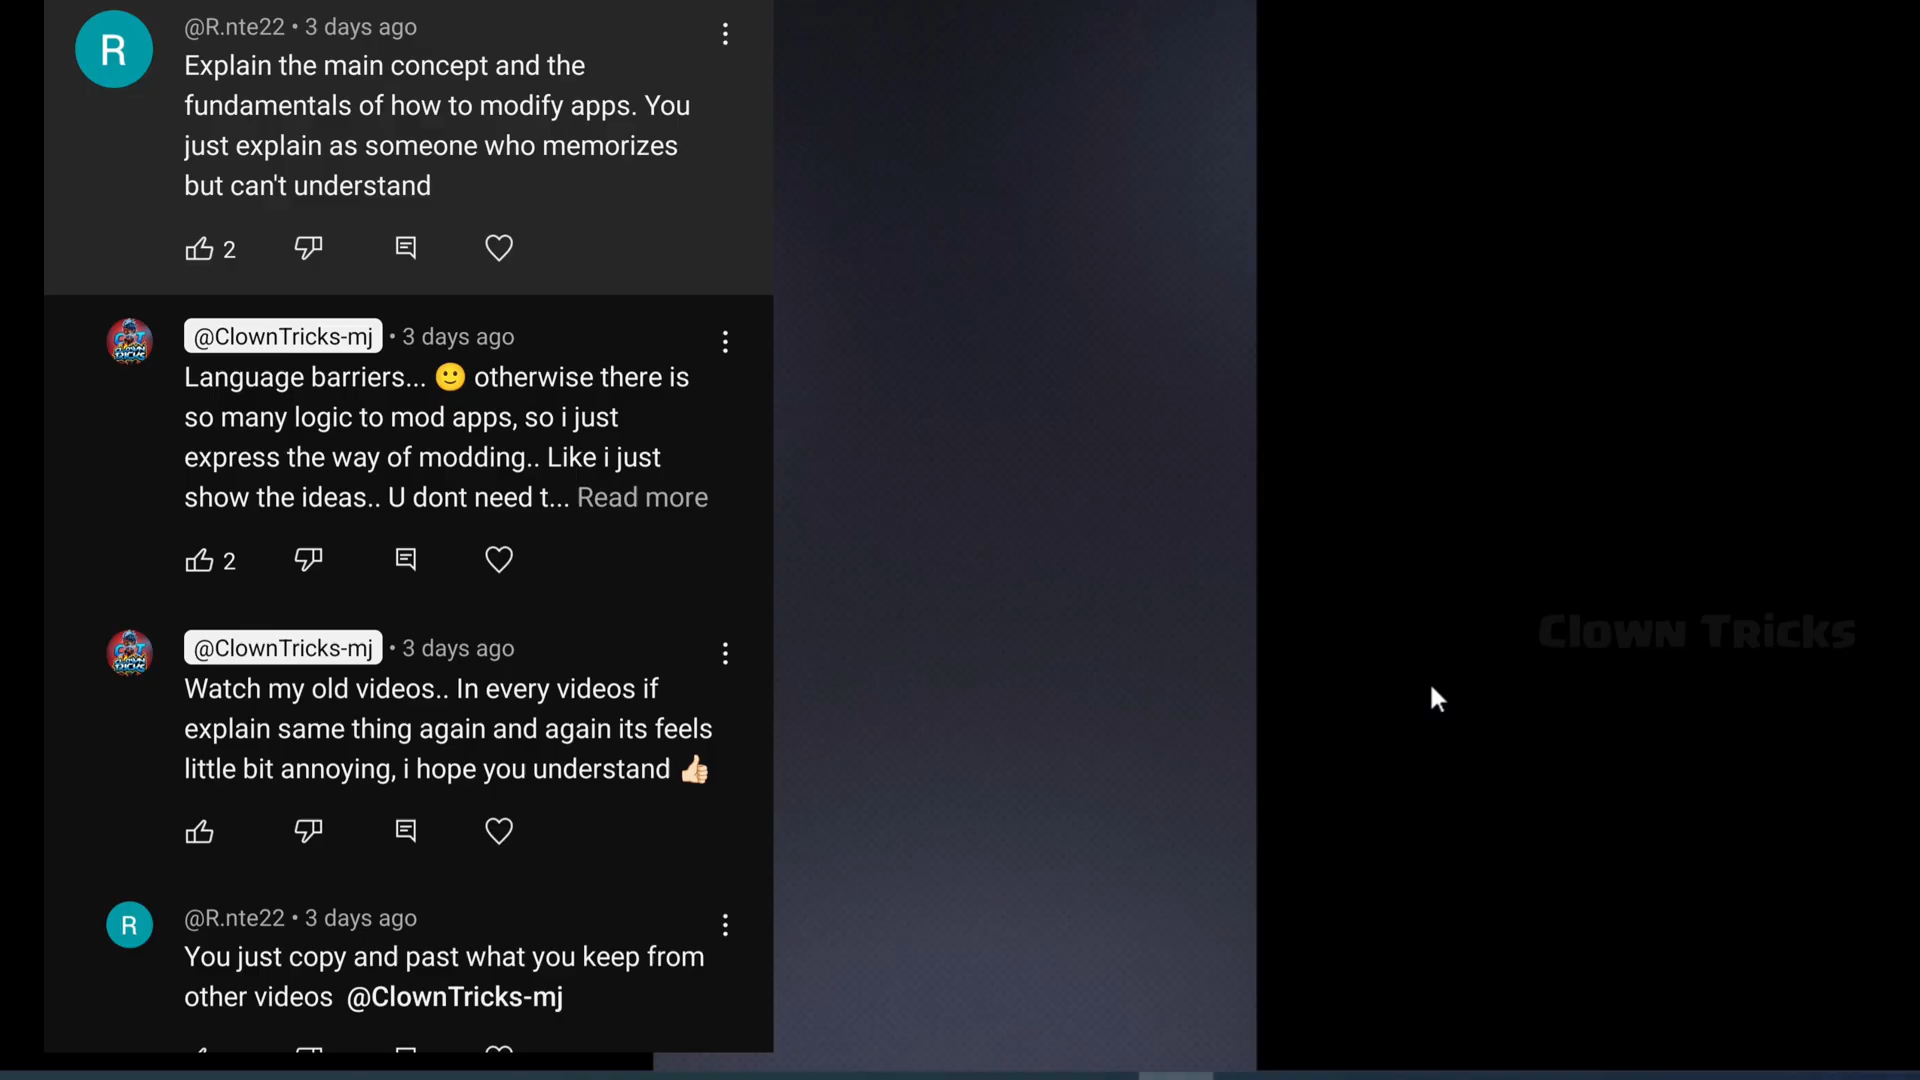 @R.nte22 • 3 days ago
Explain the main concept and the
fundamentals of how to modify apps. You
just explain as someone who memorizes
but can't understand
2
@ClownTricks-mj • 3 days ago
Language barriers... 🙂 otherwise there is
so many logic to mod apps, so i just
express the way of modding.. Like i just
show the ideas.. U dont need t... Read more
2
@ClownTricks-mj • 3 days ago
Watch my old videos.. In every videos if
explain same thing again and again its feels
little bit annoying, i hope you understand 👍🏻
@R.nte22 • 3 days ago
You just copy and past what you keep from
other videos @ClownTricks-mj
R
R
Clown Tricks